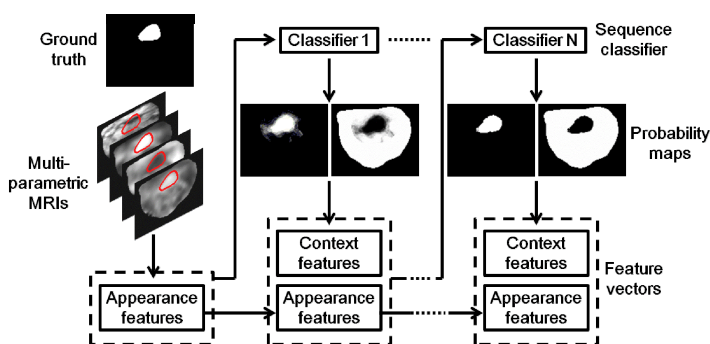 Ground
truth
Classifier 1
Classifier N
Sequence
classifier
Multi-
parametric
MRIs
Probability
maps
Context
features
Context
features
Feature
vectors
Appearance
features
Appearance
features
Appearance
features